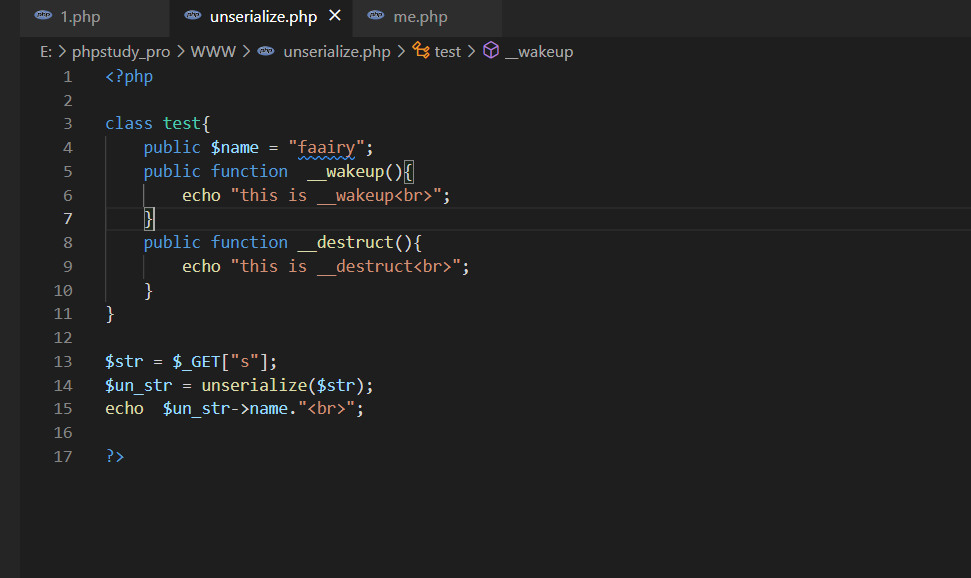 1.php unserialize.php me.php
E: > phpstudy_pro > WWW > unserialize.php > test > __wakeup
1 <?php
2
3 class test{
4     public $name = "faairy";
5     public function  __wakeup(){
6         echo "this is __wakeup<br>";
7     }
8     public function __destruct(){
9         echo "this is __destruct<br>";
10     }
11 }
12
13 $str = $_GET["s"];
14 $un_str = unserialize($str);
15 echo  $un_str->name."<br>";
16
17 ?>